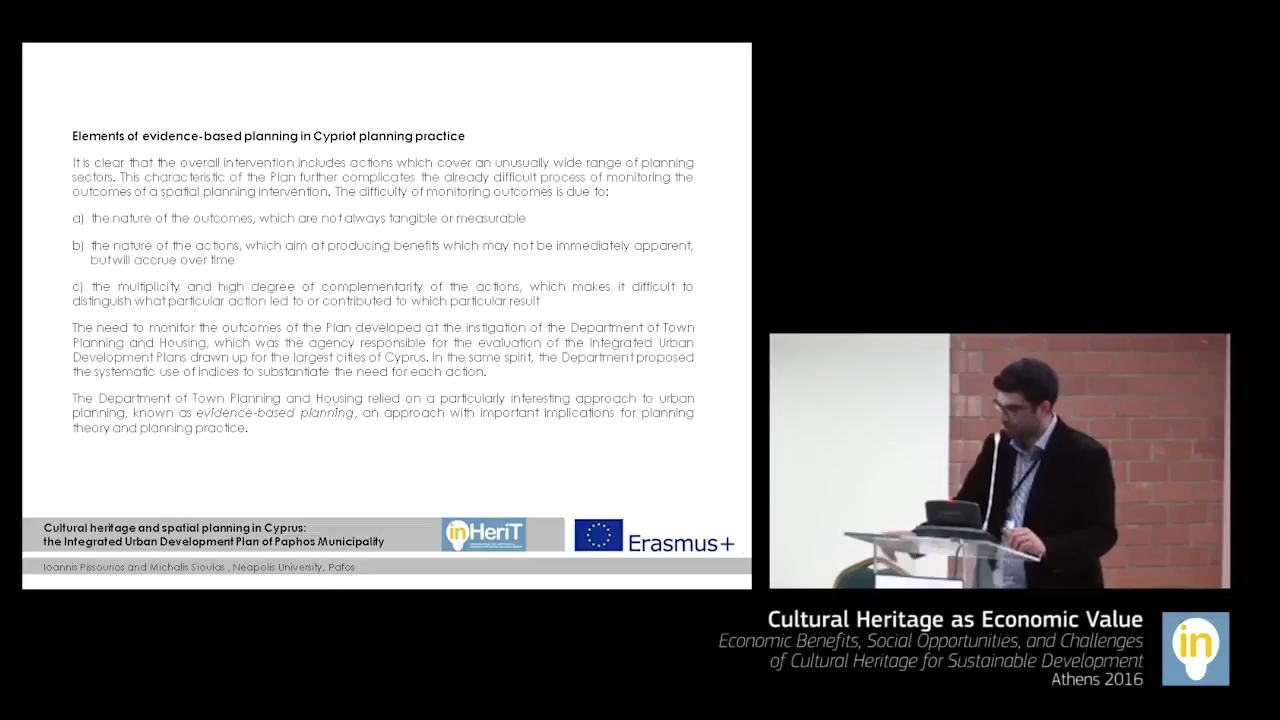 Elements of evidence-based planning in Cypriot planning practice
It is clear that the overall intervention includes actions which cover an unusually wide range of planning
sectors. This characteristic of the Plan further complicates the already difficult process of monitoring the
outcomes of a spatial planning intervention. The difficulty of monitoring outcomes is due to:
a) the nature of the outcomes, which are not always tangible or measurable
b) the nature of the actions, which aim at producing benefits which may not be immediately apparent,
but will accrue over time
c) the multiplicity and high degree of complementarity of the actions, which makes it difficult to
distinguish what particular action led to or contributed to which particular result
The need to monitor the outcomes of the Plan developed at the instigation of the Department of Town
Planning and Housing, which was the agency responsible for the evaluation of the Integrated Urban
Development Plans drawn up for the largest cities of Cyprus. In the same spirit, the Department proposed
the systematic use of indices to substantiate the need for each action.
The Department of Town Planning and Housing relied on a particularly interesting approach to urban
planning, known as evidence-based planning, an approach with important implications for planning
theory and planning practice.
Cultural heritage and spatial planning in Cyprus:
the Integrated Urban Development Plan of Paphos Municipality
inHeriT
Erasmus+
Ioannis Pissourios and Michalis Sioulas , Neapolis University, Pafos
Cultural Heritage as Economic Value
Economic Benefits, Social Opportunities, and Challenges
of Cultural Heritage for Sustainable Development
Athens 2016
in